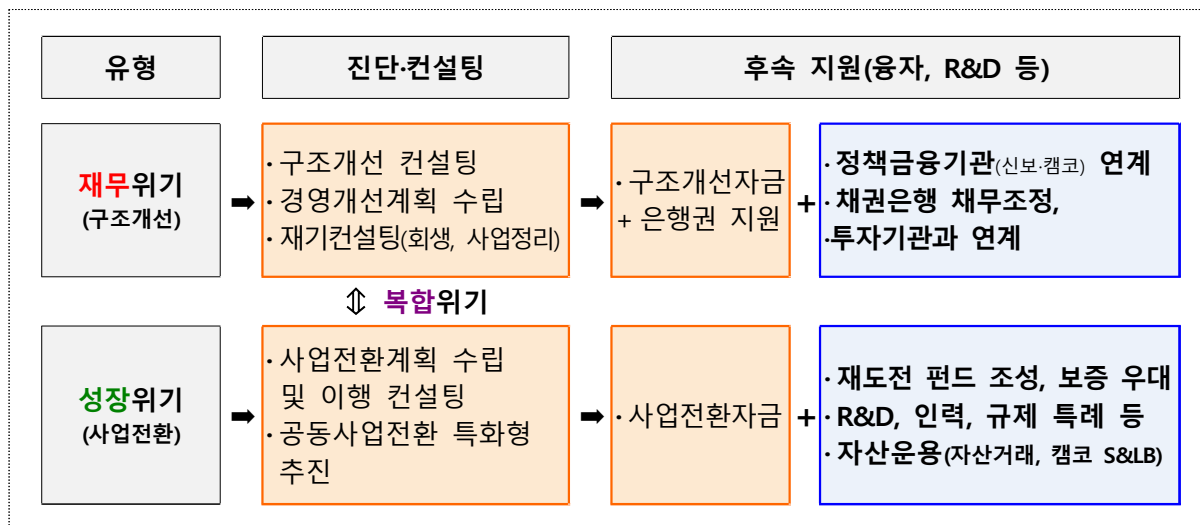 유형
진단·컨설팅
후속 지원(융자, R&D 등)
재무위기
(구조개선)
➡
· 구조개선 컨설팅
· 경영개선계획 수립
· 재기컨설팅(회생, 사업정리)
➡
· 구조개선자금
+ 은행권 지원
+
· 정책금융기관(신보·캠코) 연계
· 채권은행 채무조정,
· 투자기관과 연계
⇕ 복합위기
성장위기
(사업전환)
➡
· 사업전환계획 수립
및 이행 컨설팅
· 공동사업전환 특화형
추진
➡
· 사업전환자금
+
· 재도전 펀드 조성, 보증 우대
· R&D, 인력, 규제 특례 등
· 자산운용(자산거래, 캠코 S&LB)